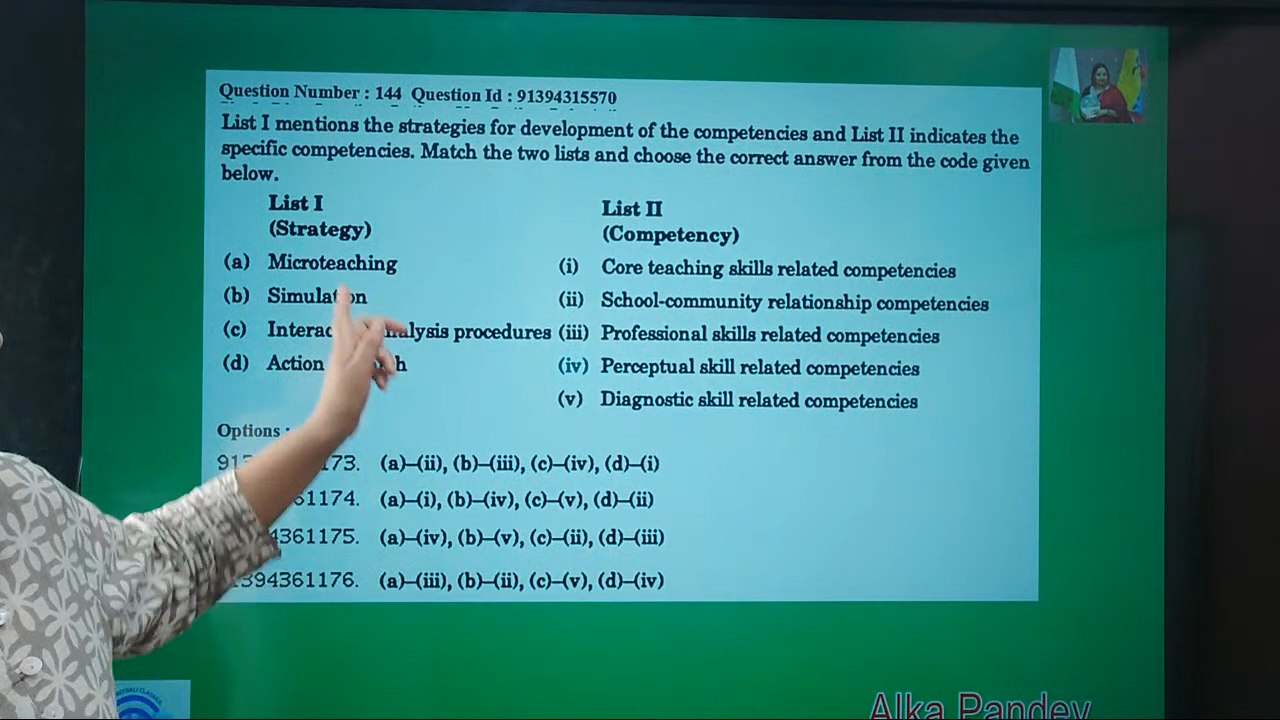 Question Number : 144 Question Id : 91394315570
List I mentions the strategies for development of the competencies and List II indicates the
specific competencies. Match the two lists and choose the correct answer from the code given
below.
List I
List II
(Strategy)
(Competency)
(a) Microteaching
(i) Core teaching skills related competencies
(b)
(ii) School-community relationship competencies
(c) procedures
(iii) Professional skills related competencies
(d) Action
(iv) Perceptual skill related competencies
(v) Diagnostic skill related competencies
Options :
173. (a)–(ii), (b)–(iii), (c)–(iv), (d)–(i)
61174. (a)–(i), (b)–(iv), (c)–(v), (d)–(ii)
4361175. (a)–(iv), (b)–(v), (c)–(ii), (d)–(iii)
394361176. (a)–(iii), (b)–(ii), (c)–(v), (d)–(iv)
Alka Pandey